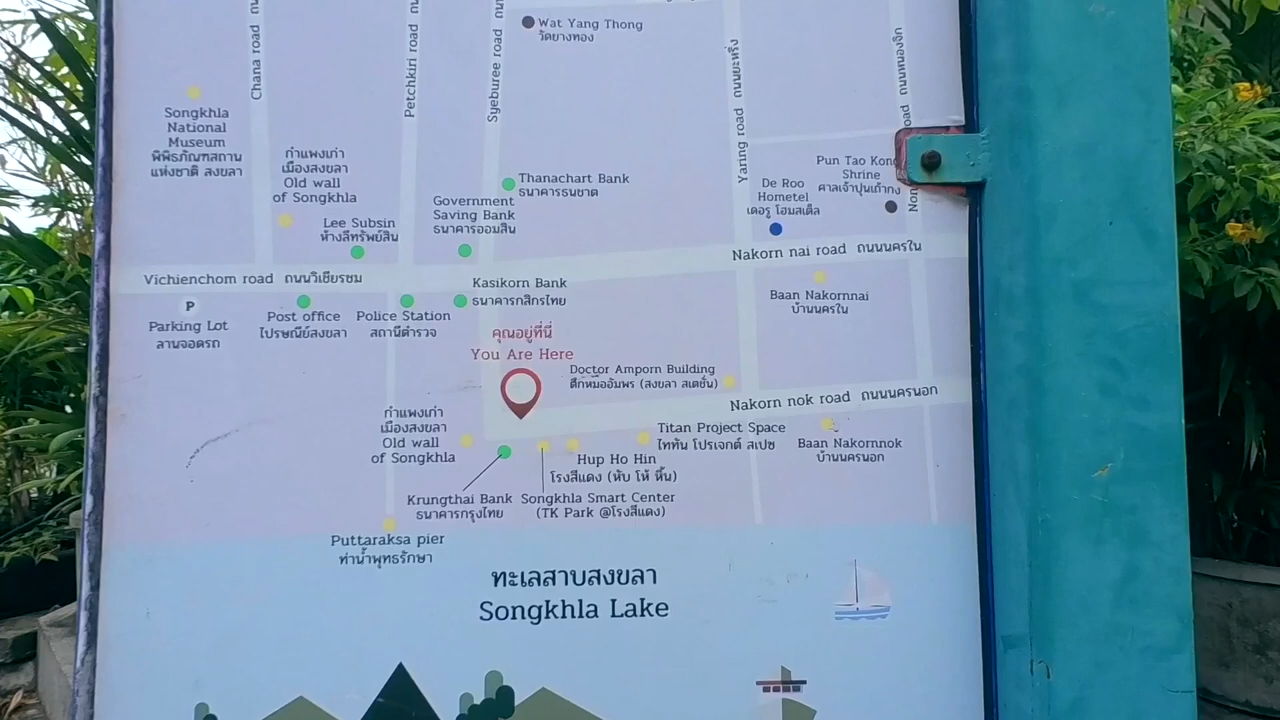 Chana road
Petchkiri road
Syeburee road
Wat Yang Thong
วัดยางทอง
Yaring road ถนนยะหริ่ง
ถนนหนองจิก
Songkhla
National
Museum
พิพิธภัณฑสถาน
แห่งชาติ สงขลา
กำแพงเก่า
เมืองสงขลา
Old wall
of Songkhla
Lee Subsin
ห้างลีทรัพย์สิน
Government
Saving Bank
ธนาคารออมสิน
Thanachart Bank
ธนาคารธนชาต
De Roo
Hometel
เดอรู โฮมสเต็ล
Pun Tao Kong
Shrine
ศาลเจ้าปุนเถ้ากง
Vichienchom road ถนนวิเชียรชม
Nakorn nai road ถนนนครใน
P
Parking Lot
ลานจอดรถ
Post office
ไปรษณีย์สงขลา
Police Station
สถานีตำรวจ
Kasikorn Bank
ธนาคารกสิกรไทย
Baan Nakornnai
บ้านนครใน
คุณอยู่ที่นี่
You Are Here
Doctor Amporn Building
ตึกหมออัมพร (สงขลา สเตชั่น)
Nakorn nok road ถนนนครนอก
กำแพงเก่า
เมืองสงขลา
Old wall
of Songkhla
Titan Project Space
ไททัน โปรเจกต์ สเปซ
Baan Nakornnok
บ้านนครนอก
Hup Ho Hin
โรงสีแดง (หับ โห้ หิ้น)
Krungthai Bank
ธนาคารกรุงไทย
Songkhla Smart Center
(TK Park @โรงสีแดง)
Puttaraksa pier
ท่าน้ำพุทธรักษา
ทะเลสาบสงขลา
Songkhla Lake